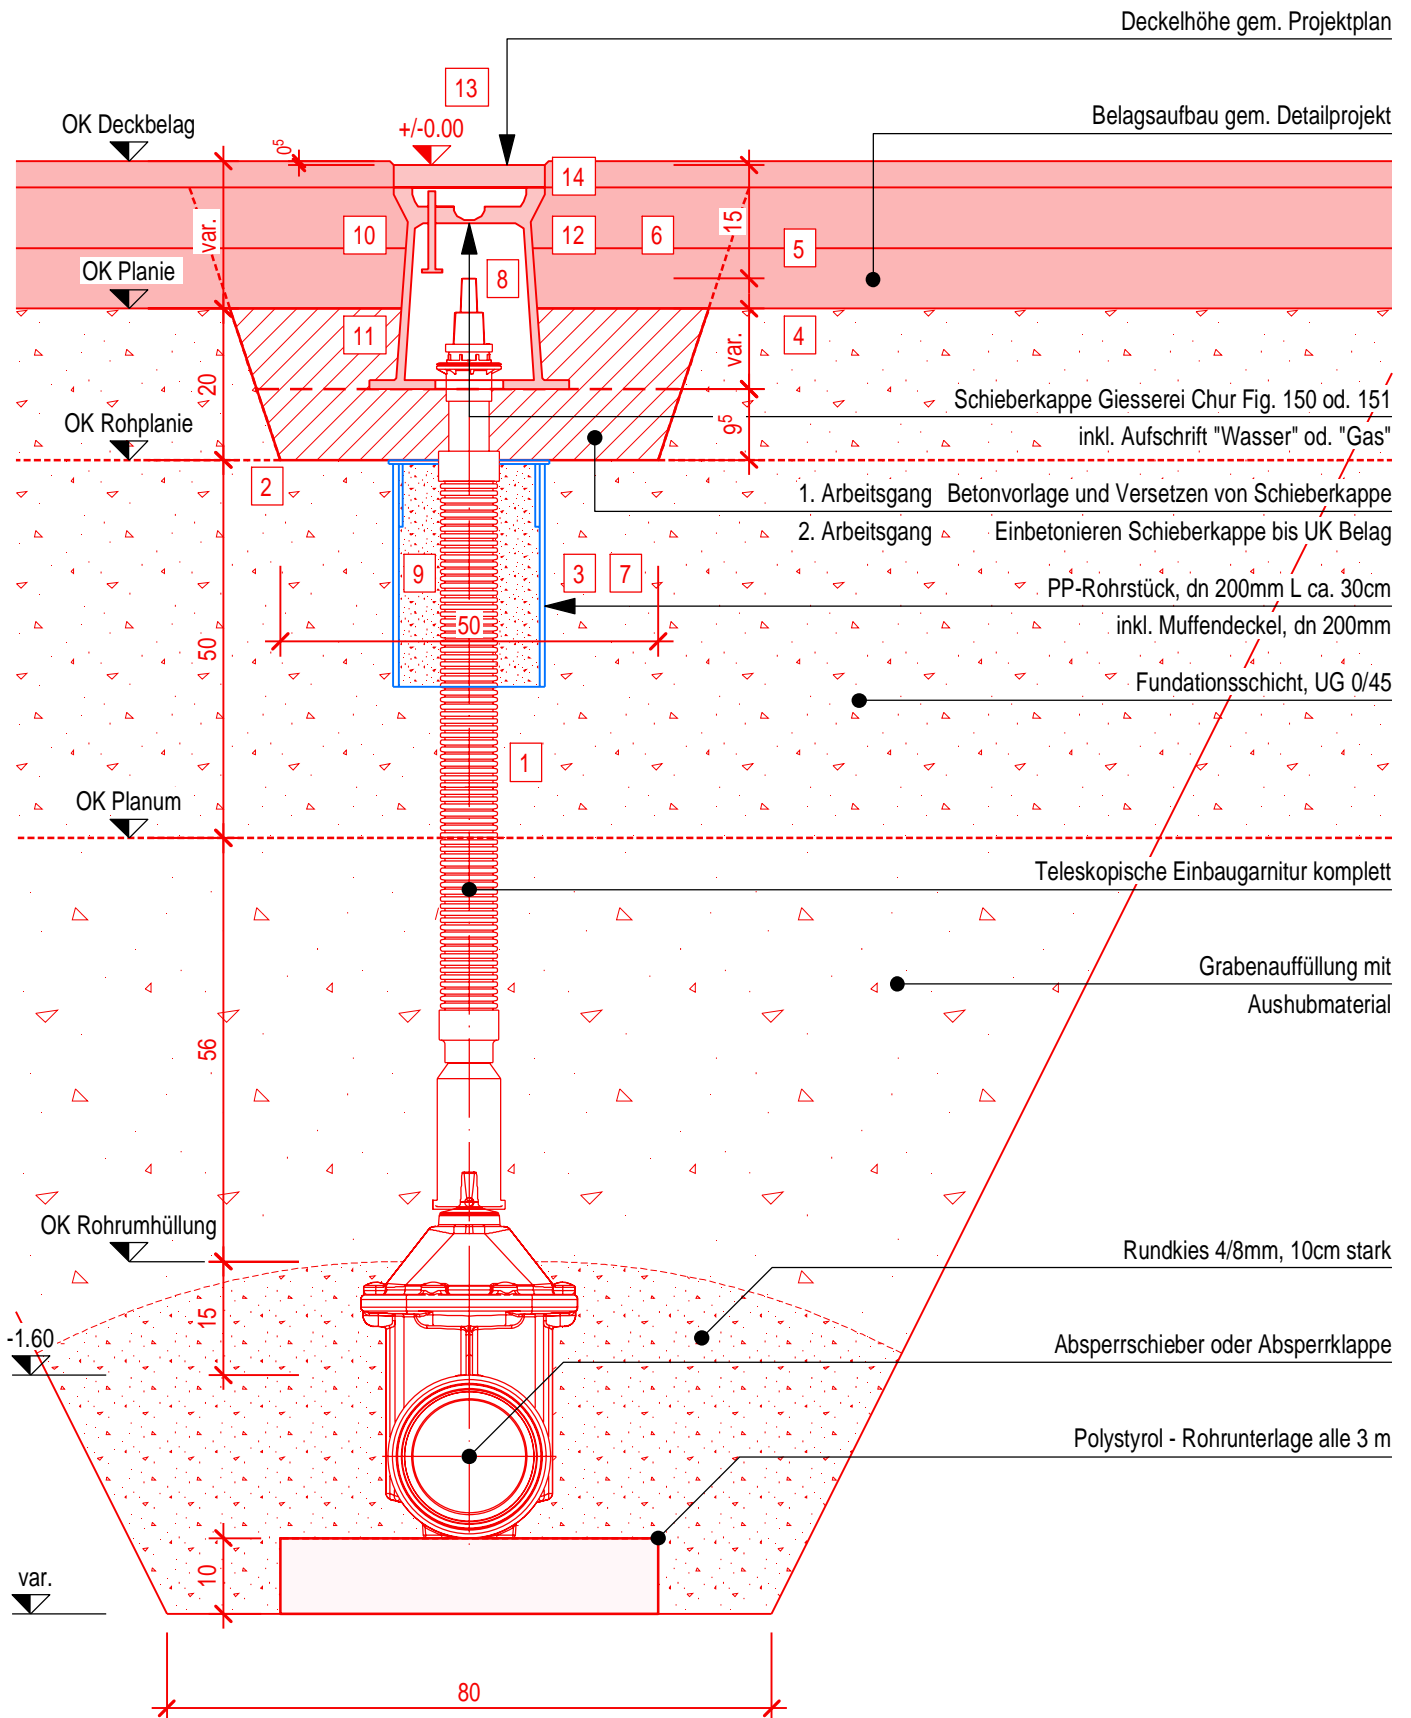 Deckelhöhe gem. Projektplan
13
Belagsaufbau gem. Detailprojekt
OK Deckbelag
+/-0.00
0⁵
14
var.
10
12
6
15
5
OK Planie
8
11
4
var.
20
Schieberkappe Giesserei Chur Fig. 150 od. 151
OK Rohplanie
9⁵
inkl. Aufschrift "Wasser" od. "Gas"
2
1. Arbeitsgang Betonvorlage und Versetzen von Schieberkappe
2. Arbeitsgang Einbetonieren Schieberkappe bis UK Belag
9
3
7
PP-Rohrstück, dn 200mm L ca. 30cm
50
inkl. Muffendeckel, dn 200mm
50
Fundationsschicht, UG 0/45
1
OK Planum
Teleskopische Einbaugarnitur komplett
Grabenauffüllung mit
Aushubmaterial
56
OK Rohrumhüllung
Rundkies 4/8mm, 10cm stark
15
-1.60
Absperrschieber oder Absperrklappe
Polystyrol - Rohrunterlage alle 3 m
10
var.
80